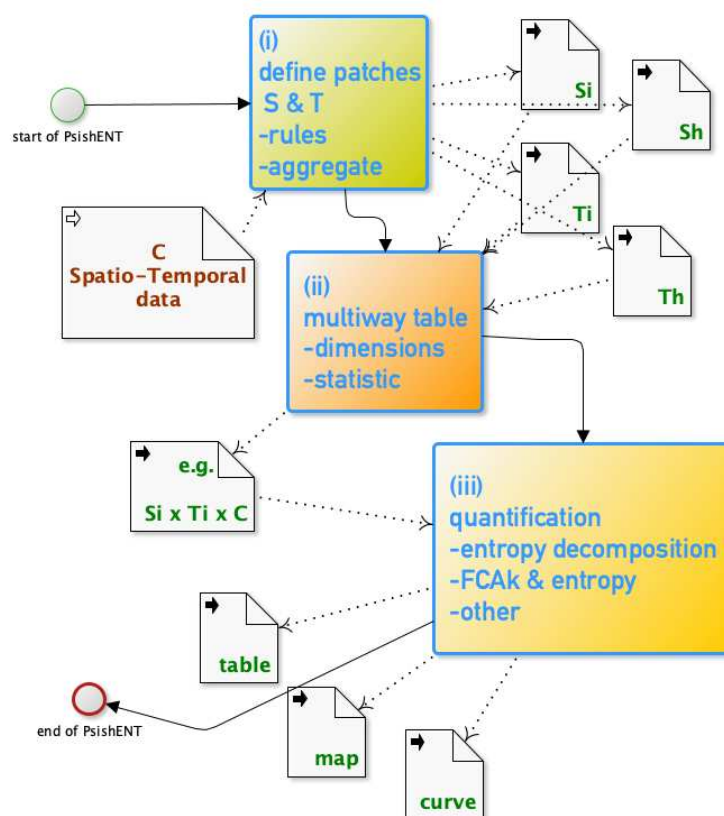 (i)
define patches
S & T
-rules
-aggregate
start of PsishENT
Si
Sh
Ti
Th
C
Spatio-Temporal
data
(ii)
multiway table
-dimensions
-statistic
e.g.
Si x Ti x C
(iii)
quantification
-entropy decomposition
-FCAk & entropy
-other
table
map
curve
end of PsishENT